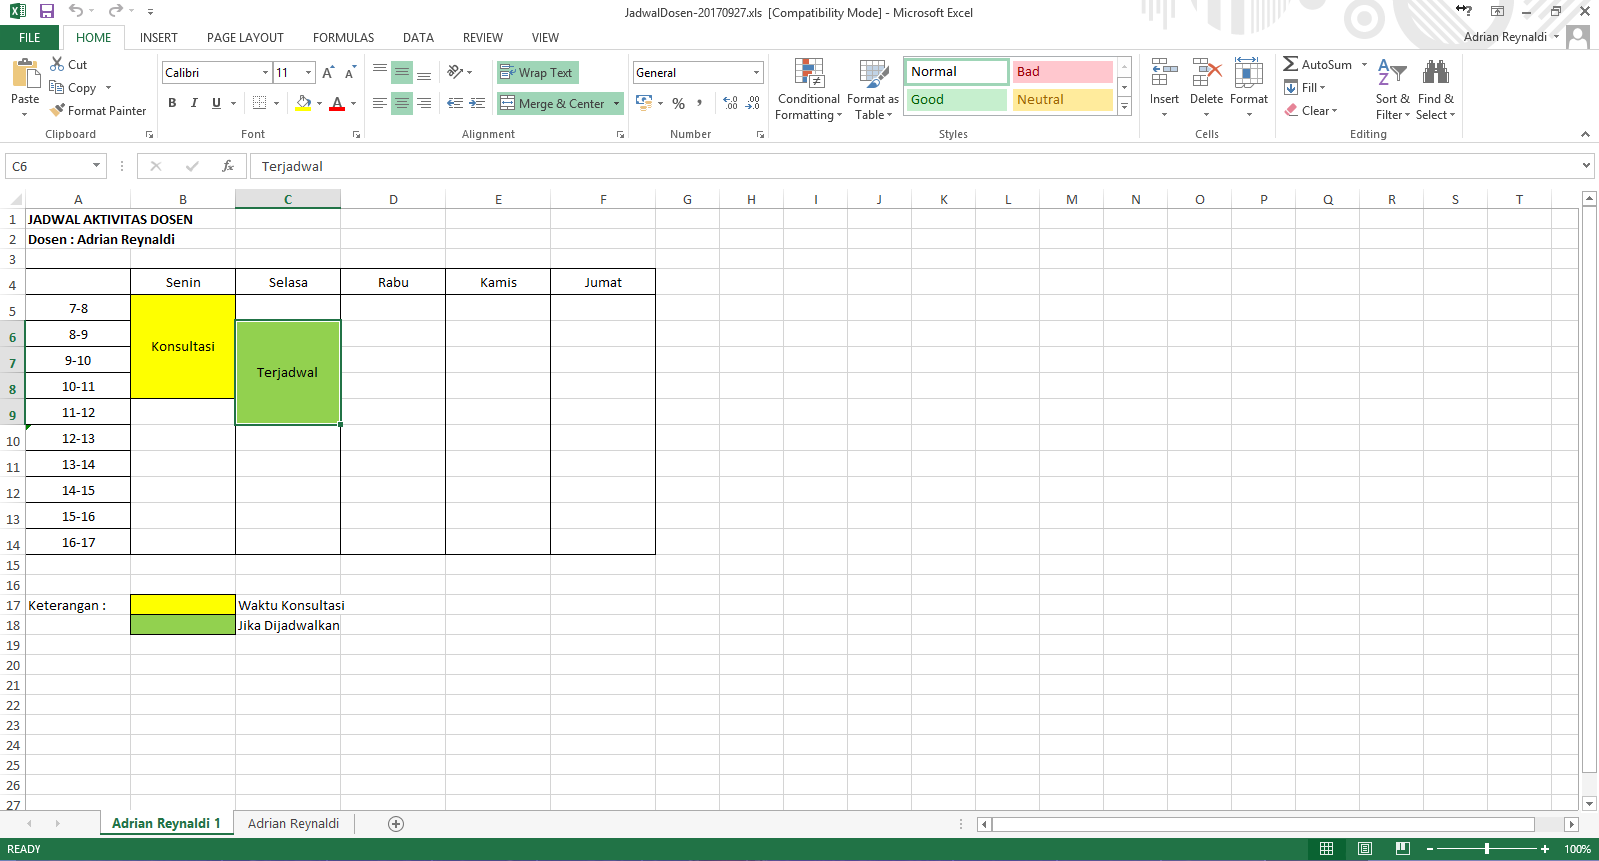 JadwalDosen-20170927.xls [Compatibility Mode] - Microsoft Excel
FILE HOME INSERT PAGE LAYOUT FORMULAS DATA REVIEW VIEW Adrian Reynaldi
Paste
Cut
Copy
Format Painter
Clipboard
Calibri 11
B I U
Font
Wrap Text
Merge & Center
Alignment
General
%
Number
Conditional Formatting
Format as Table
Normal Bad
Good Neutral
Styles
Insert Delete Format
Cells
AutoSum
Fill
Clear
Sort & Filter
Find & Select
Editing
C6 fx Terjadwal
A B C D E F G H I J K L M N O P Q R S T
1 JADWAL AKTIVITAS DOSEN
2 Dosen : Adrian Reynaldi
3
4 Senin Selasa Rabu Kamis Jumat
5 7-8
6 8-9
Konsultasi
7 9-10
Terjadwal
8 10-11
9 11-12
10 12-13
11 13-14
12 14-15
13 15-16
14 16-17
15
16
17 Keterangan : Waktu Konsultasi
18 Jika Dijadwalkan
19
20
21
22
23
24
25
26
27
Adrian Reynaldi 1 Adrian Reynaldi
READY 100%